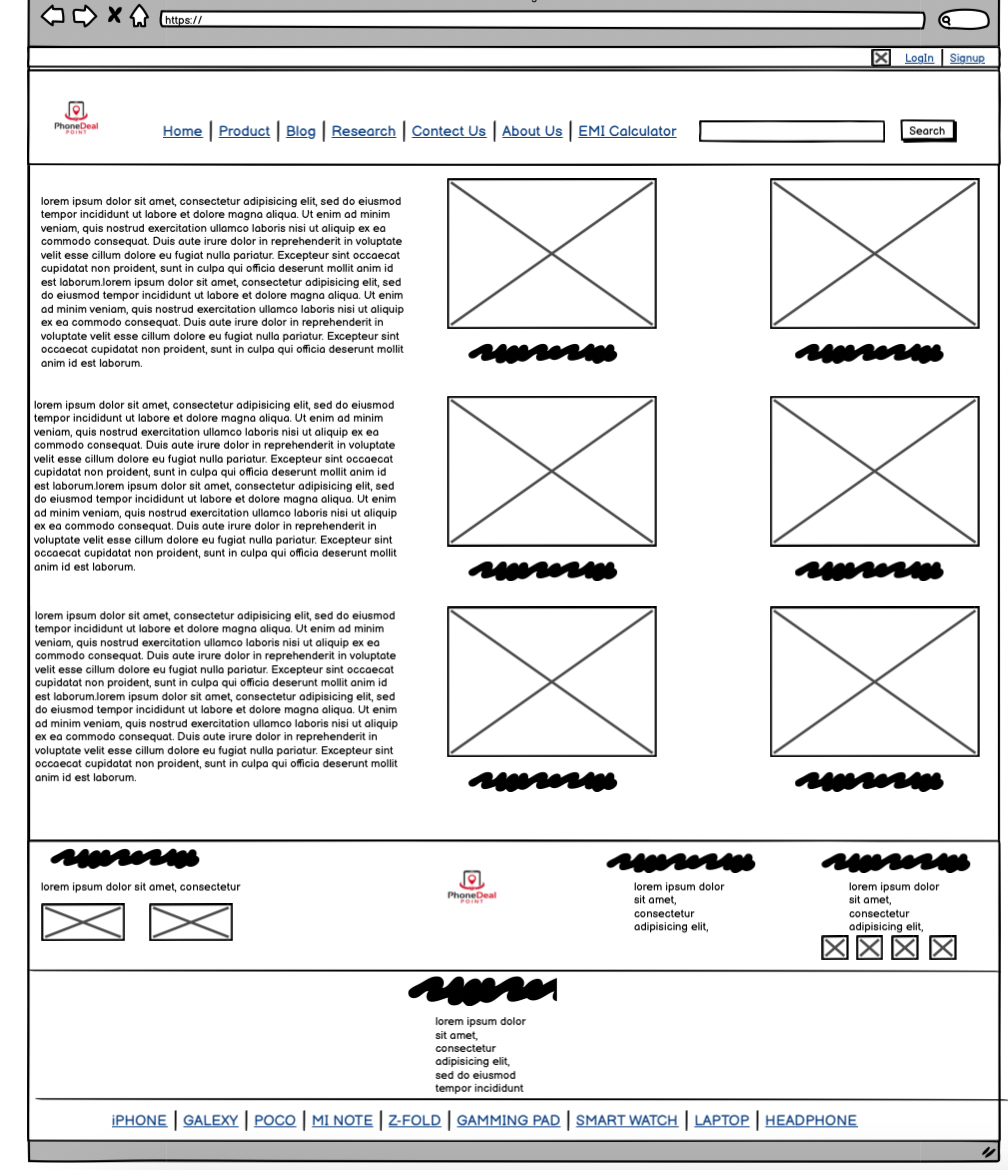 https://
LogIn
Signup
PhoneDeal
POINT
Home
Product
Blog
Research
Contect Us
About Us
EMI Calculator
Search
lorem ipsum dolor sit amet, consectetur adipisicing elit, sed do eiusmod
tempor incididunt ut labore et dolore magna aliqua. Ut enim ad minim
veniam, quis nostrud exercitation ullamco laboris nisi ut aliquip ex ea
commodo consequat. Duis aute irure dolor in reprehenderit in voluptate
velit esse cillum dolore eu fugiat nulla pariatur. Excepteur sint occaecat
cupidatat non proident, sunt in culpa qui officia deserunt mollit anim id
est laborum.lorem ipsum dolor sit amet, consectetur adipisicing elit, sed
do eiusmod tempor incididunt ut labore et dolore magna aliqua. Ut enim
ad minim veniam, quis nostrud exercitation ullamco laboris nisi ut aliquip
ex ea commodo consequat. Duis aute irure dolor in reprehenderit in
voluptate velit esse cillum dolore eu fugiat nulla pariatur. Excepteur sint
occaecat cupidatat non proident, sunt in culpa qui officia deserunt mollit
anim id est laborum.
lorem ipsum dolor sit amet, consectetur adipisicing elit, sed do eiusmod
tempor incididunt ut labore et dolore magna aliqua. Ut enim ad minim
veniam, quis nostrud exercitation ullamco laboris nisi ut aliquip ex ea
commodo consequat. Duis aute irure dolor in reprehenderit in voluptate
velit esse cillum dolore eu fugiat nulla pariatur. Excepteur sint occaecat
cupidatat non proident, sunt in culpa qui officia deserunt mollit anim id
est laborum.lorem ipsum dolor sit amet, consectetur adipisicing elit, sed
do eiusmod tempor incididunt ut labore et dolore magna aliqua. Ut enim
ad minim veniam, quis nostrud exercitation ullamco laboris nisi ut aliquip
ex ea commodo consequat. Duis aute irure dolor in reprehenderit in
voluptate velit esse cillum dolore eu fugiat nulla pariatur. Excepteur sint
occaecat cupidatat non proident, sunt in culpa qui officia deserunt mollit
anim id est laborum.
lorem ipsum dolor sit amet, consectetur adipisicing elit, sed do eiusmod
tempor incididunt ut labore et dolore magna aliqua. Ut enim ad minim
veniam, quis nostrud exercitation ullamco laboris nisi ut aliquip ex ea
commodo consequat. Duis aute irure dolor in reprehenderit in voluptate
velit esse cillum dolore eu fugiat nulla pariatur. Excepteur sint occaecat
cupidatat non proident, sunt in culpa qui officia deserunt mollit anim id
est laborum.lorem ipsum dolor sit amet, consectetur adipisicing elit, sed
do eiusmod tempor incididunt ut labore et dolore magna aliqua. Ut enim
ad minim veniam, quis nostrud exercitation ullamco laboris nisi ut aliquip
ex ea commodo consequat. Duis aute irure dolor in reprehenderit in
voluptate velit esse cillum dolore eu fugiat nulla pariatur. Excepteur sint
occaecat cupidatat non proident, sunt in culpa qui officia deserunt mollit
anim id est laborum.
lorem ipsum dolor sit amet, consectetur
PhoneDeal
POINT
lorem ipsum dolor
sit amet,
consectetur
adipisicing elit,
lorem ipsum dolor
sit amet,
consectetur
adipisicing elit,
lorem ipsum dolor
sit amet,
consectetur
adipisicing elit,
sed do eiusmod
tempor incididunt
iPHONE
GALEXY
POCO
MI NOTE
Z-FOLD
GAMMING PAD
SMART WATCH
LAPTOP
HEADPHONE